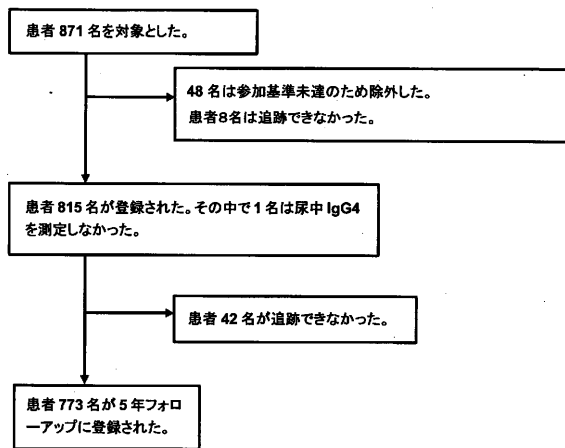 患者 871 名を対象とした。
48 名は参加基準未達のため除外した。
患者8名は追跡できなかった。
患者 815 名が登録された。その中で 1 名は尿中 IgG4
を測定しなかった。
患者 42 名が追跡できなかった。
患者 773 名が 5 年フォロ
ーアップに登録された。